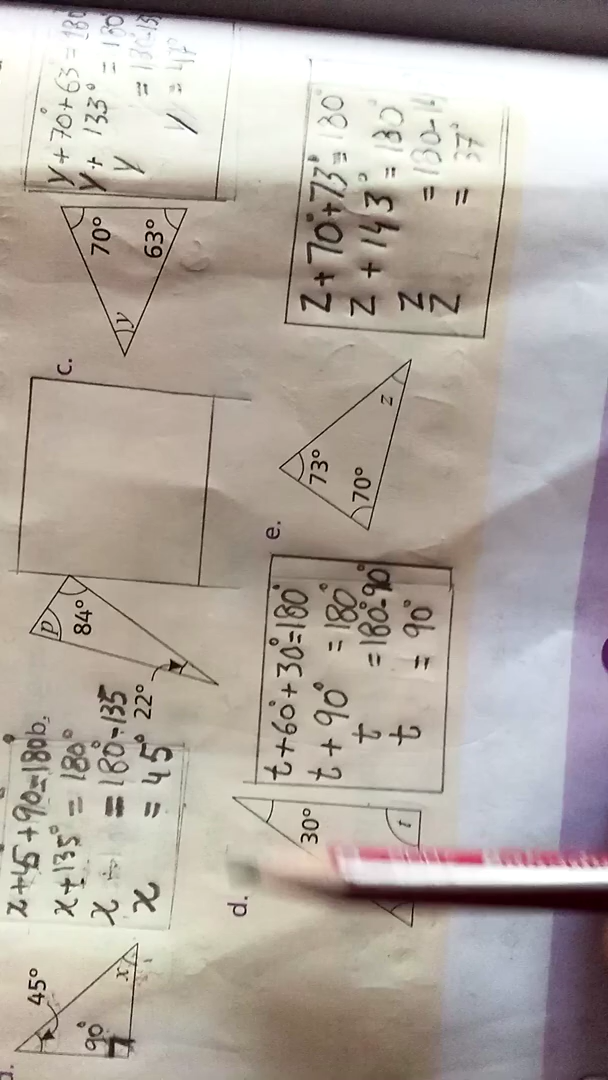 45°
90°
x
x+45+90=180
x+135°=180°
x =180-135
x =45°
b.
p
84°
22°
c.
70°
63°
y
y+70°+63°=180
y+133°=180
y
y=47°
d.
30°
t
t+60°+30°=180°
t+90°=180°
t=180-90°
t=90°
e.
73°
70°
z
z+70°+73°=180°
z+143°=180°
z=180-14
z=37°